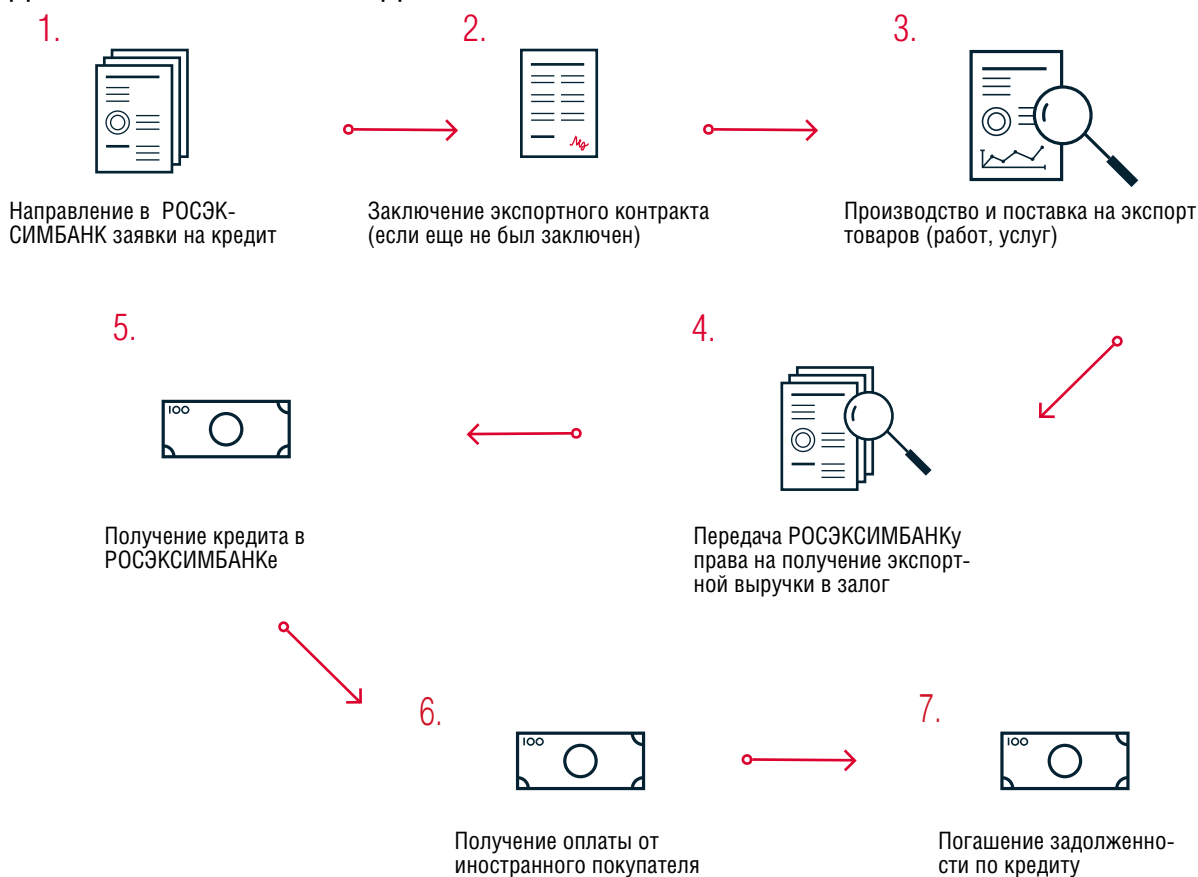 1.
2.
3.
Направление в РОСЭК-
СИМБАНК заявки на кредит
Заключение экспортного контракта
(если еще не был заключен)
Производство и поставка на экспорт
товаров (работ, услуг)
5.
4.
100
Получение кредита в
РОСЭКСИМБАНКе
Передача РОСЭКСИМБАНКу
права на получение экспорт-
ной выручки в залог
6.
7.
100
100
Получение оплаты от
иностранного покупателя
Погашение задолженно-
сти по кредиту